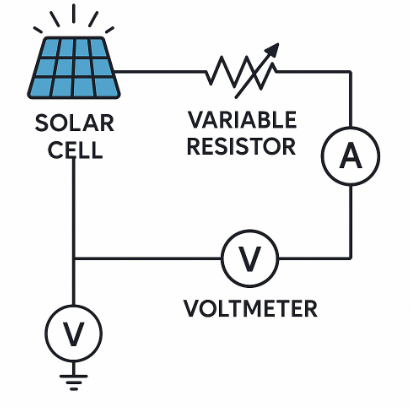 SOLAR
CELL
VARIABLE
RESISTOR
A
V
VOLTMETER
V